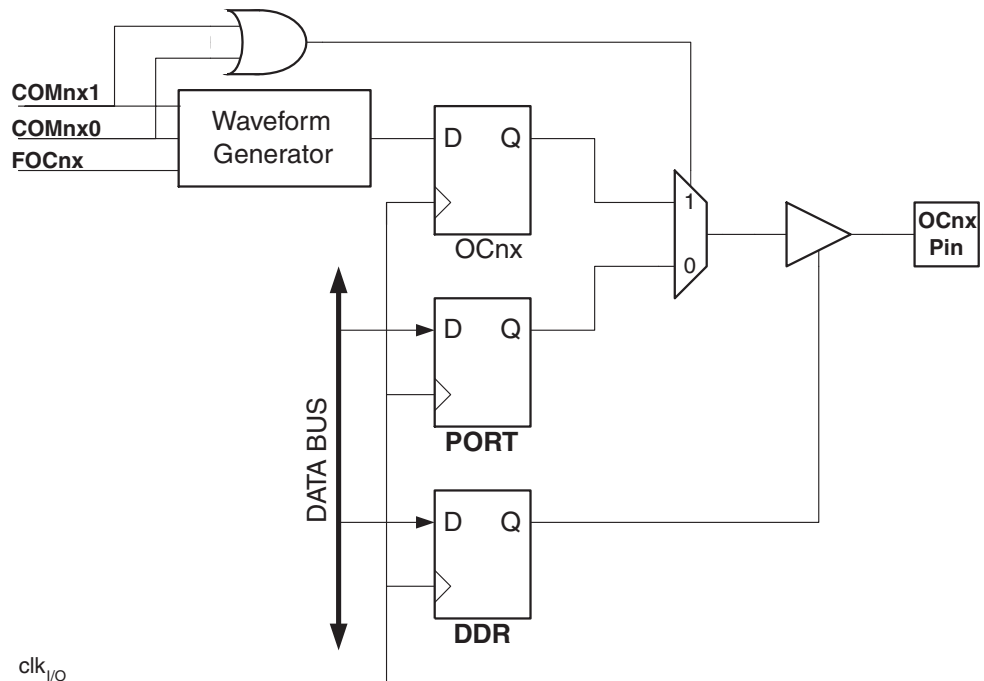 COMnx1
COMnx0
FOCnx
Waveform
Generator
D Q
OCnx
1
0
OCnx
Pin
D Q
PORT
DATA BUS
D Q
DDR
clkI/O